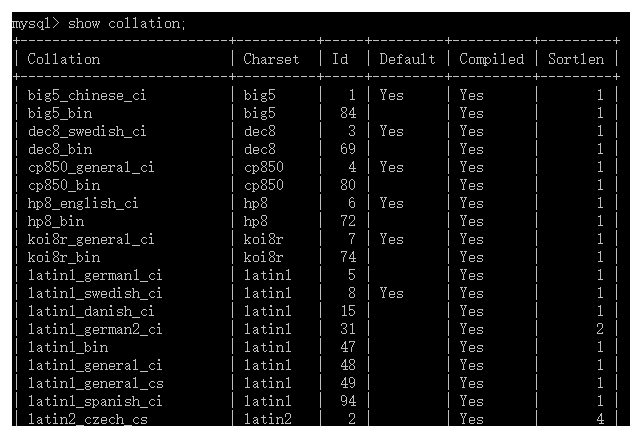 mysql> show collation;
+--------------------------+----------+-----+---------+----------+---------+
| Collation | Charset | Id | Default | Compiled | Sortlen |
+--------------------------+----------+-----+---------+----------+---------+
| big5_chinese_ci | big5 | 1 | Yes | Yes | 1 |
| big5_bin | big5 | 84 | | Yes | 1 |
| dec8_swedish_ci | dec8 | 3 | Yes | Yes | 1 |
| dec8_bin | dec8 | 69 | | Yes | 1 |
| cp850_general_ci | cp850 | 4 | Yes | Yes | 1 |
| cp850_bin | cp850 | 80 | | Yes | 1 |
| hp8_english_ci | hp8 | 6 | Yes | Yes | 1 |
| hp8_bin | hp8 | 72 | | Yes | 1 |
| koi8r_general_ci | koi8r | 7 | Yes | Yes | 1 |
| koi8r_bin | koi8r | 74 | | Yes | 1 |
| latin1_german1_ci | latin1 | 5 | | Yes | 1 |
| latin1_swedish_ci | latin1 | 8 | Yes | Yes | 1 |
| latin1_danish_ci | latin1 | 15 | | Yes | 1 |
| latin1_german2_ci | latin1 | 31 | | Yes | 2 |
| latin1_bin | latin1 | 47 | | Yes | 1 |
| latin1_general_ci | latin1 | 48 | | Yes | 1 |
| latin1_general_cs | latin1 | 49 | | Yes | 1 |
| latin1_spanish_ci | latin1 | 94 | | Yes | 1 |
| latin2_czech_cs | latin2 | 2 | | Yes | 4 |